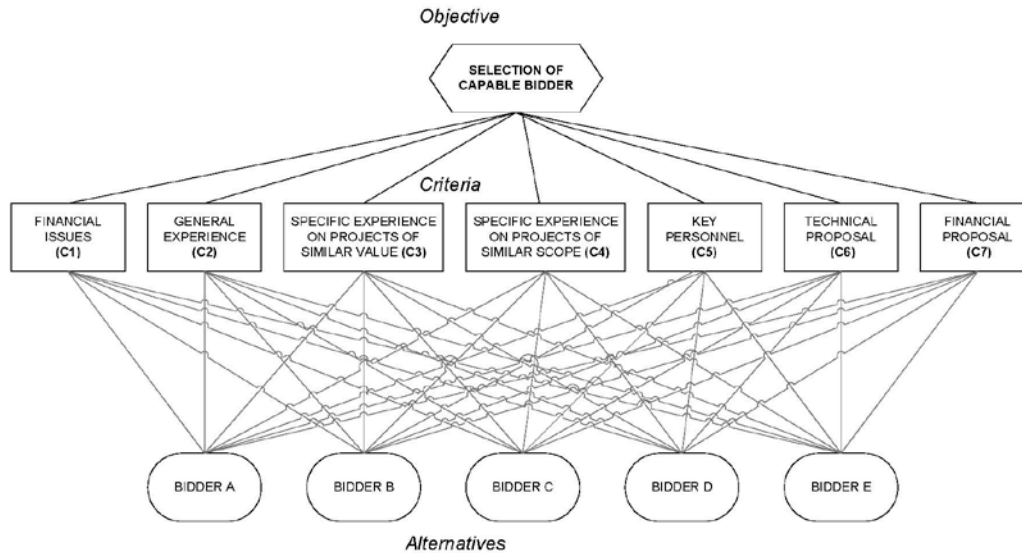 Objective
SELECTION OF
CAPABLE BIDDER
Criteria
FINANCIAL
ISSUES
(C1)
GENERAL
EXPERIENCE
(C2)
SPECIFIC EXPERIENCE
ON PROJECTS OF
SIMILAR VALUE (C3)
SPECIFIC EXPERIENCE
ON PROJECTS OF
SIMILAR SCOPE (C4)
KEY
PERSONNEL
(C5)
TECHNICAL
PROPOSAL
(C6)
FINANCIAL
PROPOSAL
(C7)
BIDDER A
BIDDER B
BIDDER C
BIDDER D
BIDDER E
Alternatives